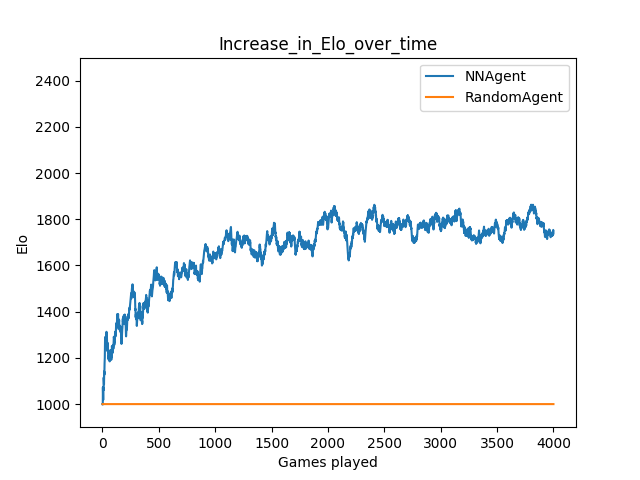 Increase_in_Elo_over_time
NNAgent
RandomAgent
2400
2200
2000
1800
1600
1400
1200
1000
Elo
0 500 1000 1500 2000 2500 3000 3500 4000
Games played